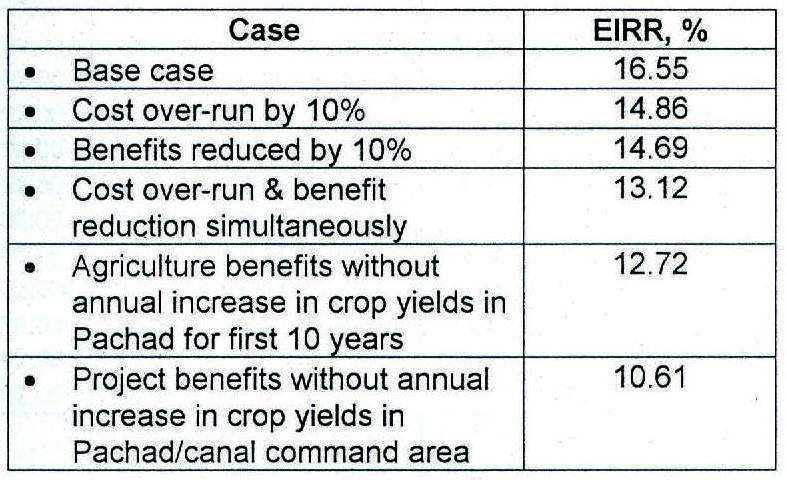 Case EIRR, %
• Base case 16.55
• Cost over-run by 10% 14.86
• Benefits reduced by 10% 14.69
• Cost over-run & benefit 13.12
reduction simultaneously
• Agriculture benefits without 12.72
annual increase in crop yields in
Pachad for first 10 years
• Project benefits without annual 10.61
increase in crop yields in
Pachad/canal command area